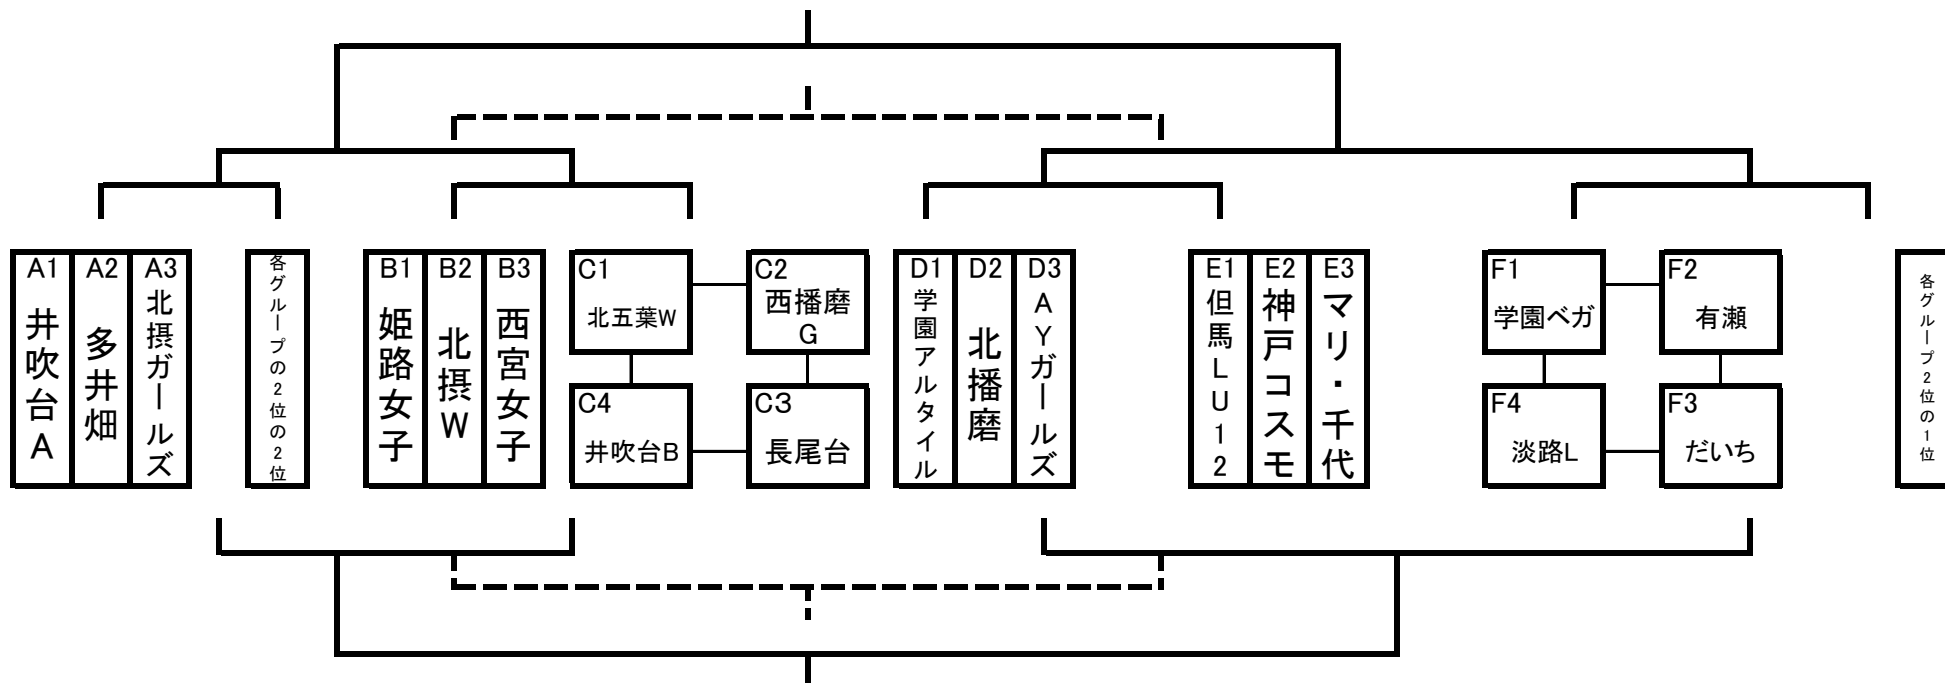 A1
井吹台A
A2
多井畑
A3
北摂ガールズ
各グループの2位の2位
B1
姫路女子
B2
北摂W
B3
西宮女子
C1
北五葉W
C2
西播磨
G
C4
井吹台B
C3
長尾台
D1
学園アルタイル
D2
北播磨
D3
AYガールズ
E1
但馬LU12
E2
神戸コスモ
E3
マリ・千代
F1
学園ベガ
F2
有瀬
F4
淡路L
F3
だいち
各グループ2位の1位